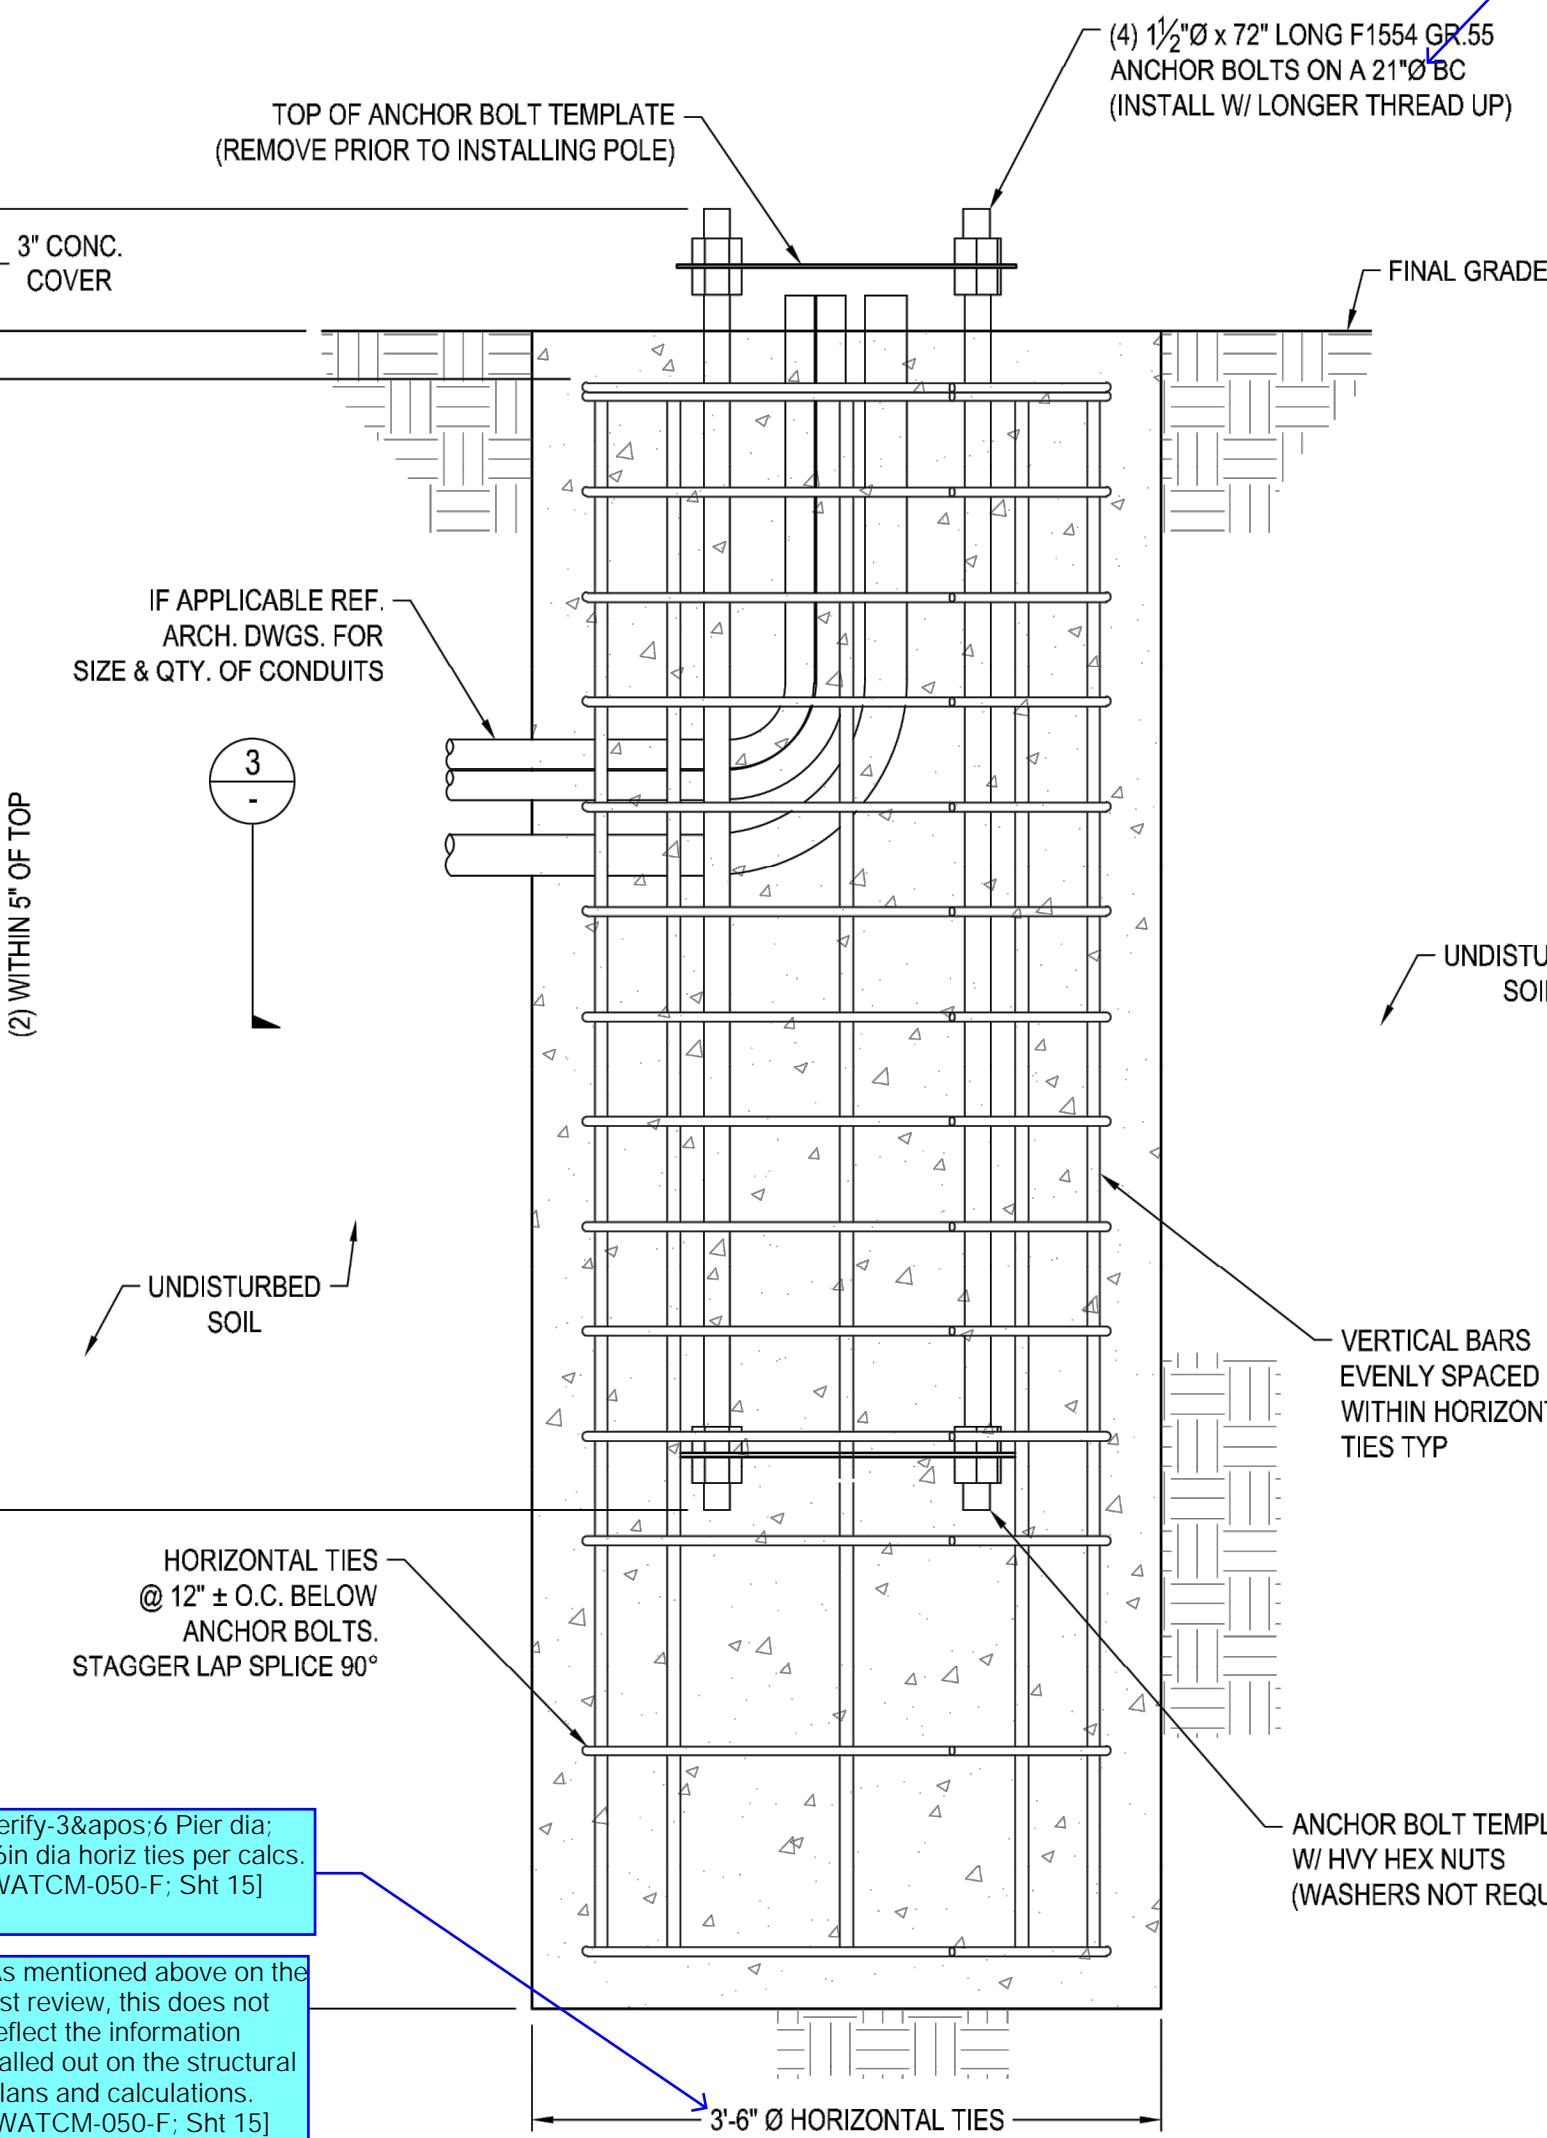 (4) 1½"Ø x 72" LONG F1554 GR.55
ANCHOR BOLTS ON A 21"Ø BC
(INSTALL W/ LONGER THREAD UP)
TOP OF ANCHOR BOLT TEMPLATE
(REMOVE PRIOR TO INSTALLING POLE)
3" CONC.
COVER
FINAL GRADE
IF APPLICABLE REF.
ARCH. DWGS. FOR
SIZE & QTY. OF CONDUITS
3
-
(2) WITHIN 5" OF TOP
UNDISTU
SOI
UNDISTURBED
SOIL
VERTICAL BARS
EVENLY SPACED
WITHIN HORIZON
TIES TYP
HORIZONTAL TIES
@ 12" ± O.C. BELOW
ANCHOR BOLTS.
STAGGER LAP SPLICE 90°
ANCHOR BOLT TEMPL
W/ HVY HEX NUTS
(WASHERS NOT REQU
erify-3&apos;6 Pier dia;
6in dia horiz ties per calcs.
WATCM-050-F; Sht 15]
As mentioned above on the
st review, this does not
eflect the information
alled out on the structural
lans and calculations.
WATCM-050-F; Sht 15]
3'-6" Ø HORIZONTAL TIES